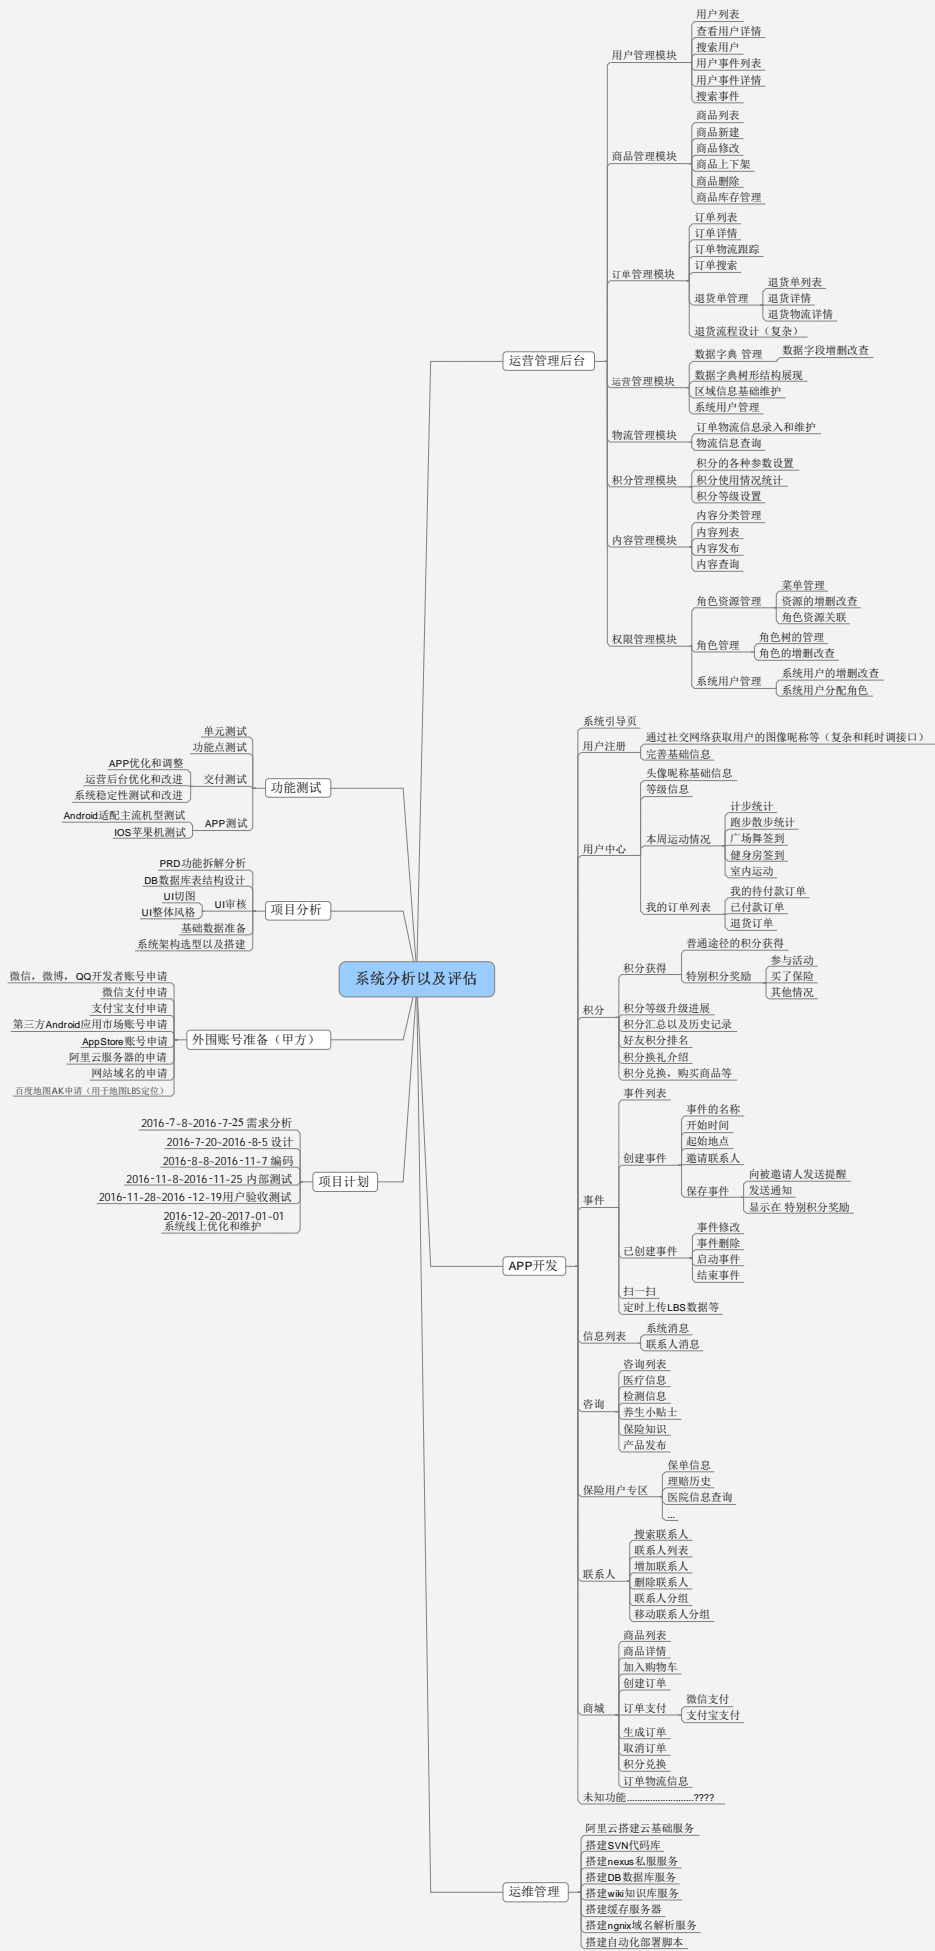 系统分析以及评估
运营管理后台
用户管理模块
用户列表
查看用户详情
搜索用户
用户事件列表
用户事件详情
搜索事件
商品管理模块
商品列表
商品新建
商品修改
商品上下架
商品删除
商品库存管理
订单管理模块
订单列表
订单详情
订单物流跟踪
订单搜索
退货单管理
退货单列表
退货详情
退货物流详情
退货流程设计（复杂）
运营管理模块
数据字典 管理
数据字段增删改查
数据字典树形结构展现
区域信息基础维护
系统用户管理
物流管理模块
订单物流信息录入和维护
物流信息查询
积分管理模块
积分的各种参数设置
积分使用情况统计
积分等级设置
内容管理模块
内容分类管理
内容列表
内容发布
内容查询
权限管理模块
角色资源管理
菜单管理
资源的增删改查
角色资源关联
角色管理
角色树的管理
角色的增删改查
系统用户管理
系统用户的增删改查
系统用户分配角色
APP开发
系统引导页
用户注册
通过社交网络获取用户的图像昵称等（复杂和耗时调接口）
完善基础信息
用户中心
头像昵称基础信息
等级信息
本周运动情况
计步统计
跑步散步统计
广场舞签到
健身房签到
室内运动
我的订单列表
我的待付款订单
已付款订单
退货订单
积分
积分获得
普通途径的积分获得
特别积分奖励
参与活动
买了保险
其他情况
积分等级升级进展
积分汇总以及历史记录
好友积分排名
积分换礼介绍
积分兑换，购买商品等
事件
事件列表
创建事件
事件的名称
开始时间
起始地点
邀请联系人
保存事件
向被邀请人发送提醒
发送通知
显示在 特别积分奖励
已创建事件
事件修改
事件删除
启动事件
结束事件
扫一扫
定时上传LBS数据等
信息列表
系统消息
联系人消息
咨询
咨询列表
医疗信息
检测信息
养生小贴士
保险知识
产品发布
保险用户专区
保单信息
理赔历史
医院信息查询
...
联系人
搜索联系人
联系人列表
增加联系人
删除联系人
联系人分组
移动联系人分组
商城
商品列表
商品详情
加入购物车
创建订单
订单支付
微信支付
支付宝支付
生成订单
取消订单
积分兑换
订单物流信息
未知功能..........................????
运维管理
阿里云搭建云基础服务
搭建SVN代码库
搭建nexus私服服务
搭建DB数据库服务
搭建wiki知识库服务
搭建缓存服务器
搭建ngnix域名解析服务
搭建自动化部署脚本
功能测试
单元测试
功能点测试
交付测试
APP优化和调整
运营后台优化和改进
系统稳定性测试和改进
APP测试
Android适配主流机型测试
IOS苹果机测试
项目分析
PRD功能拆解分析
DB数据库表结构设计
UI审核
UI切图
UI整体风格
基础数据准备
系统架构选型以及搭建
外围账号准备（甲方）
微信，微博，QQ开发者账号申请
微信支付申请
支付宝支付申请
第三方Android应用市场账号申请
AppStore账号申请
阿里云服务器的申请
网站域名的申请
百度地图AK申请（用于地图LBS定位）
项目计划
2016-7-8~2016-7-25 需求分析
2016-7-20~2016 -8-5 设计
2016-8-8~2016-11-7 编码
2016-11-8~2016-11-25 内部测试
2016-11-28~2016 -12-19用户验收测试
2016-12-20~2017-01-01
系统线上优化和维护